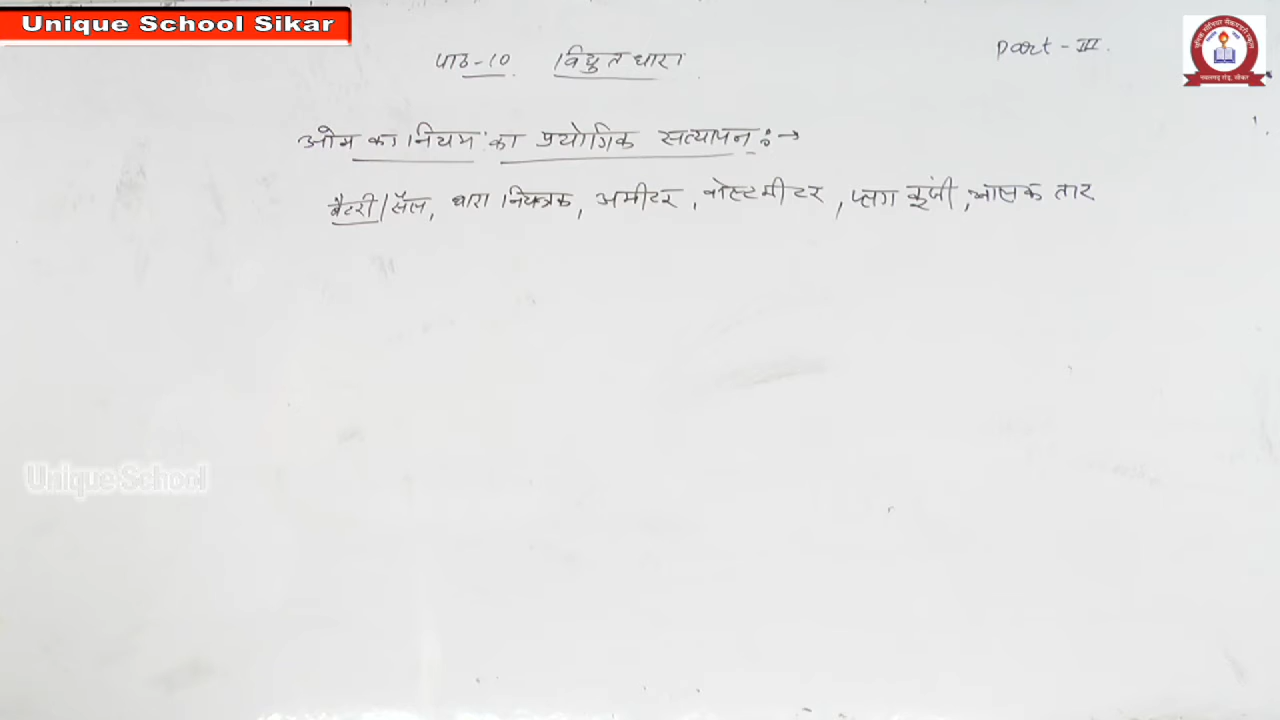 Unique School Sikar
पाठ-10 विद्युत धारा
Part - III.
ओम का नियम का प्रयोगिक सत्यापन :→
बैटरी/सैल, धारा नियंत्रक, अमीटर, वोल्टमीटर, प्लग कूंजी, तार
Unique School